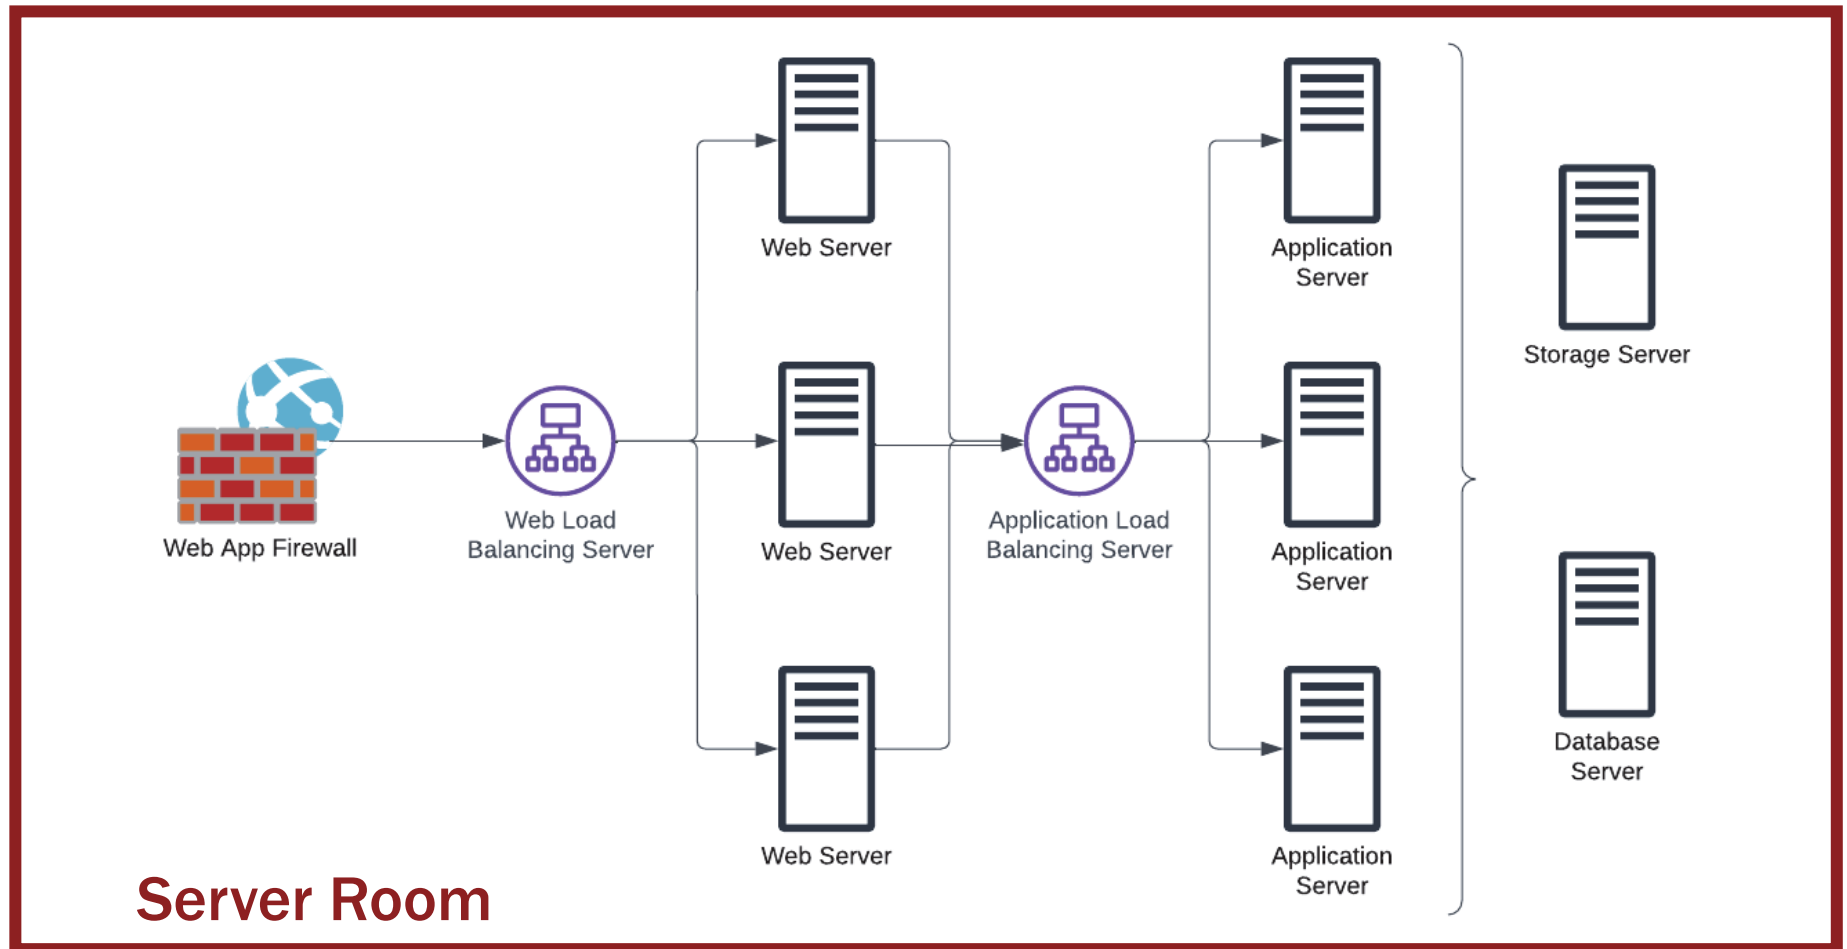 Web Server
Application
Server
Storage Server
Web App Firewall
Web Load
Balancing Server
Web Server
Application Load
Balancing Server
Application
Server
Database
Server
Web Server
Application
Server
Server Room